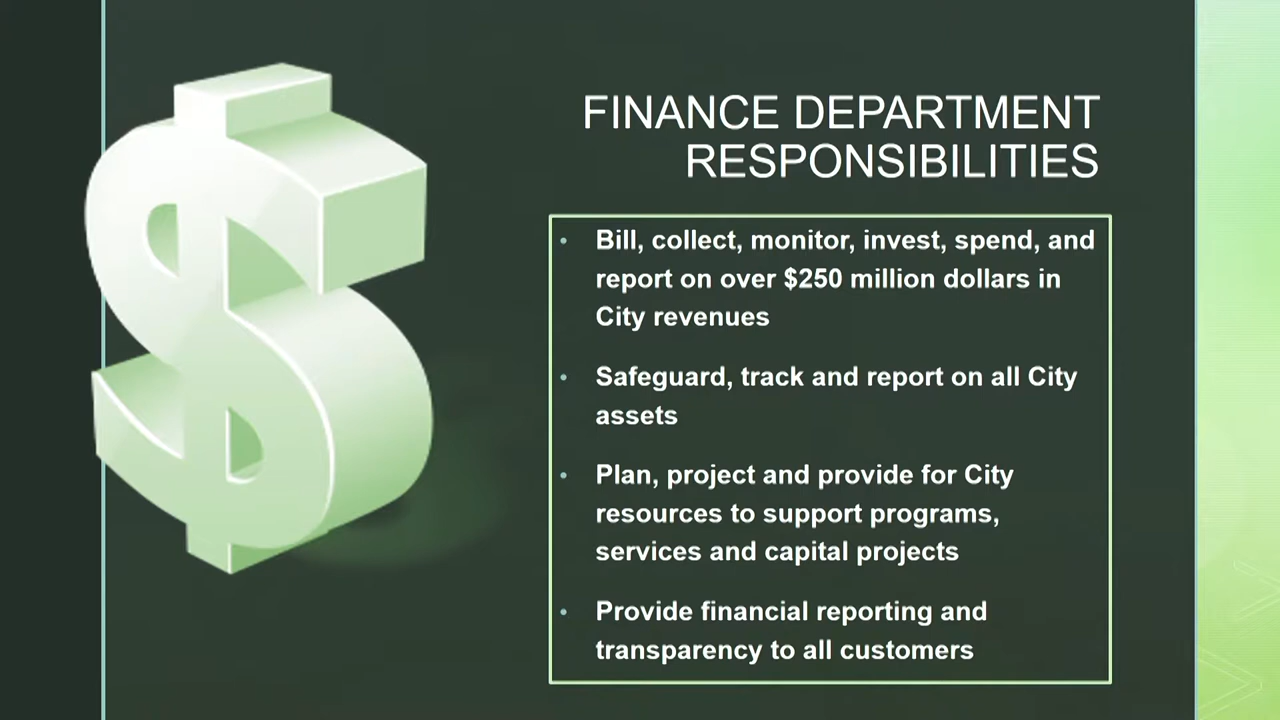 FINANCE DEPARTMENT
RESPONSIBILITIES
• Bill, collect, monitor, invest, spend, and
report on over $250 million dollars in
City revenues
• Safeguard, track and report on all City
assets
• Plan, project and provide for City
resources to support programs,
services and capital projects
• Provide financial reporting and
transparency to all customers